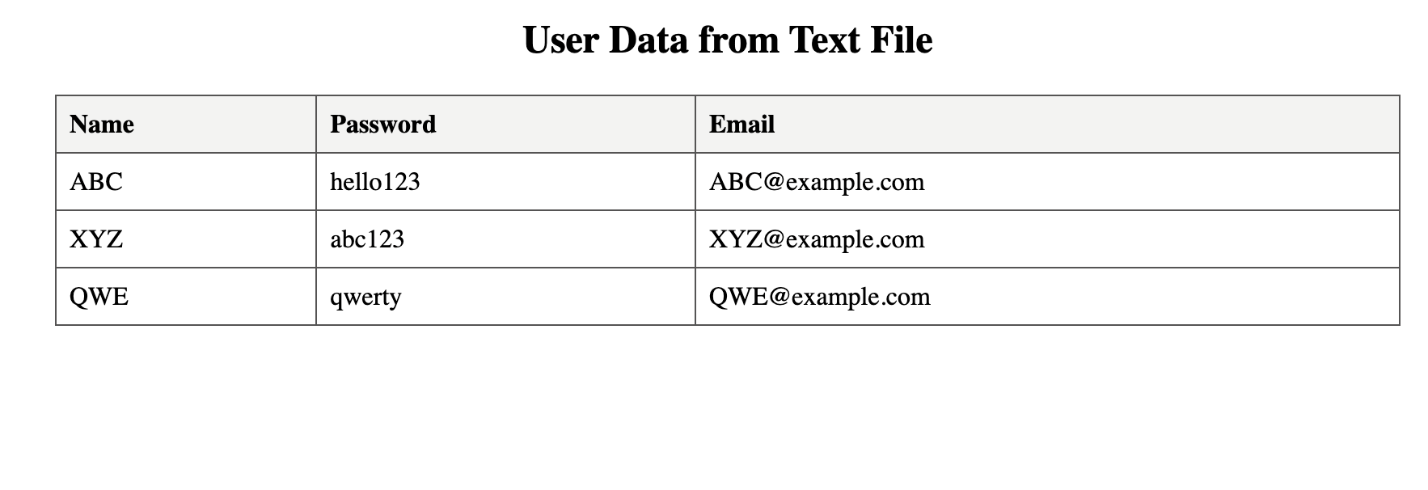 User Data from Text File
Name Password Email
ABC hello123 ABC@example.com
XYZ abc123 XYZ@example.com
QWE qwerty QWE@example.com